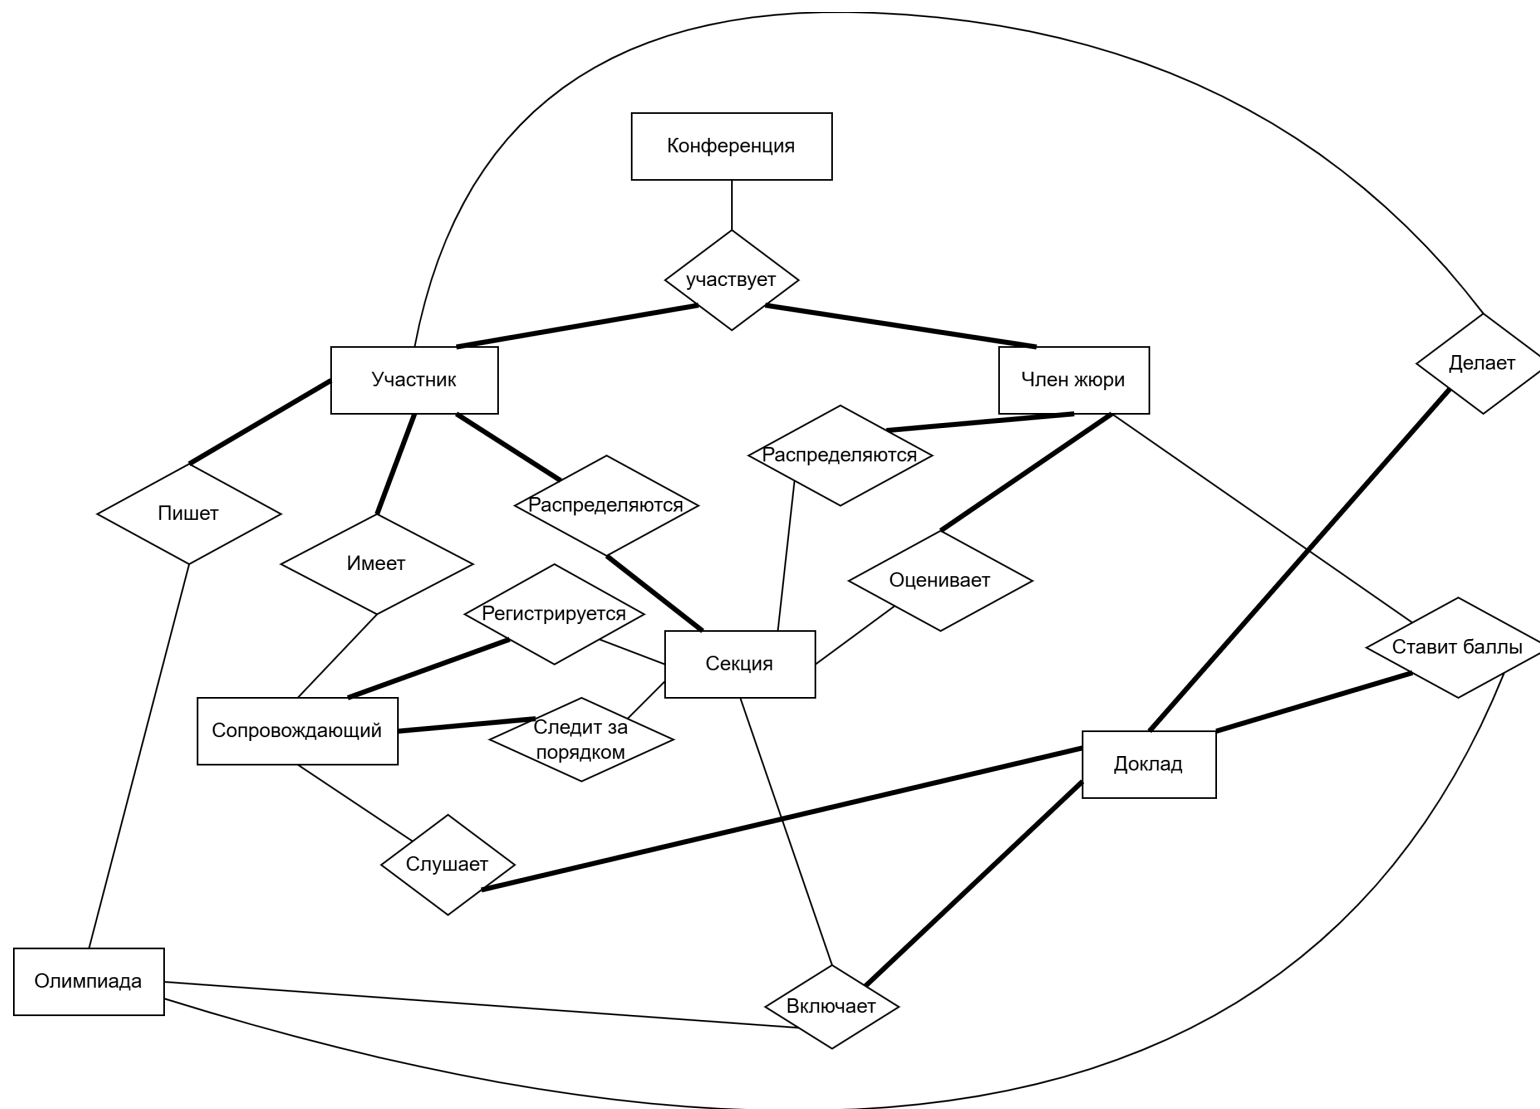 Конференция
участвует
Участник
Член жюри
Делает
Распределяются
Распределяются
Пишет
Имеет
Оценивает
Регистрируется
Секция
Ставит баллы
Сопровождающий
Следит за
порядком
Доклад
Слушает
Олимпиада
Включает